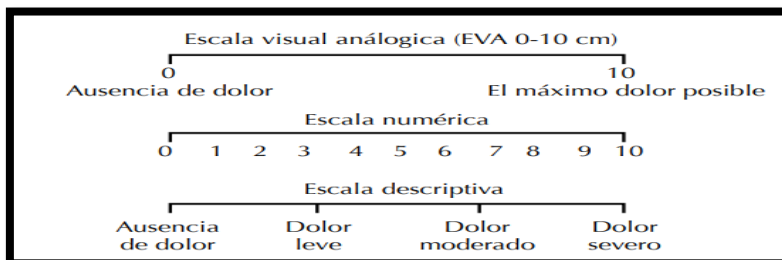 Escala visual análogica (EVA 0-10 cm)
0 10
Ausencia de dolor El máximo dolor posible
Escala numérica
0 1 2 3 4 5 6 7 8 9 10
Escala descriptiva
Ausencia Dolor Dolor Dolor
de dolor leve moderado severo